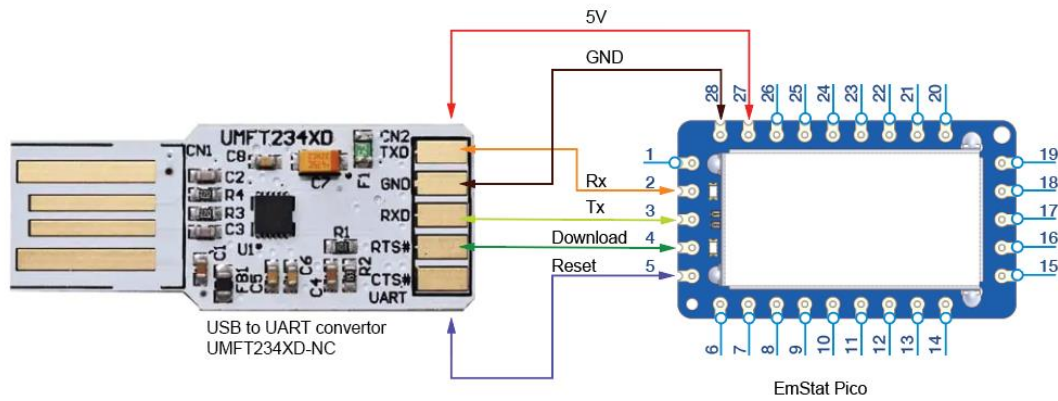 5V
GND
UMFT234XD
CN2
CN1
C8
TXD
C7
F1
C2
GND
R4
R3
RXD
C3
U1
R1
RTS#
C1
FB1
C5
C6
C4
R2
CTS#
UART
USB to UART convertor
UMFT234XD-NC
Rx
Tx
Download
Reset
28 27 26 25 24 23 22 21 20
1
2
3
4
5
19
18
17
16
15
6 7 8 9 10 11 12 13 14
EmStat Pico